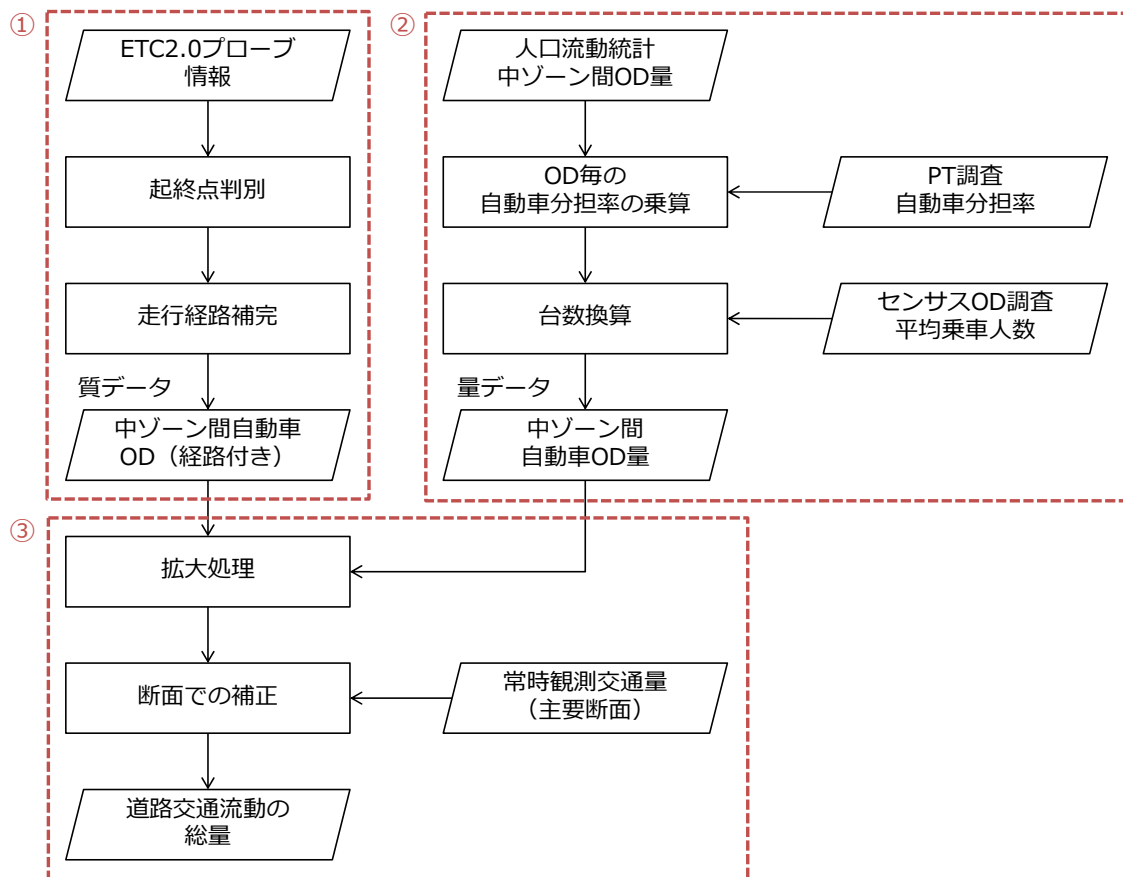 ①
ETC2.0プローブ
情報
起終点判別
走行経路補完
質データ
中ゾーン間自動車
OD（経路付き）
②
人口流動統計
中ゾーン間OD量
OD毎の
自動車分担率の乗算
PT調査
自動車分担率
台数換算
センサスOD調査
平均乗車人数
量データ
中ゾーン間
自動車OD量
③
拡大処理
断面での補正
常時観測交通量
（主要断面）
道路交通流動の
総量